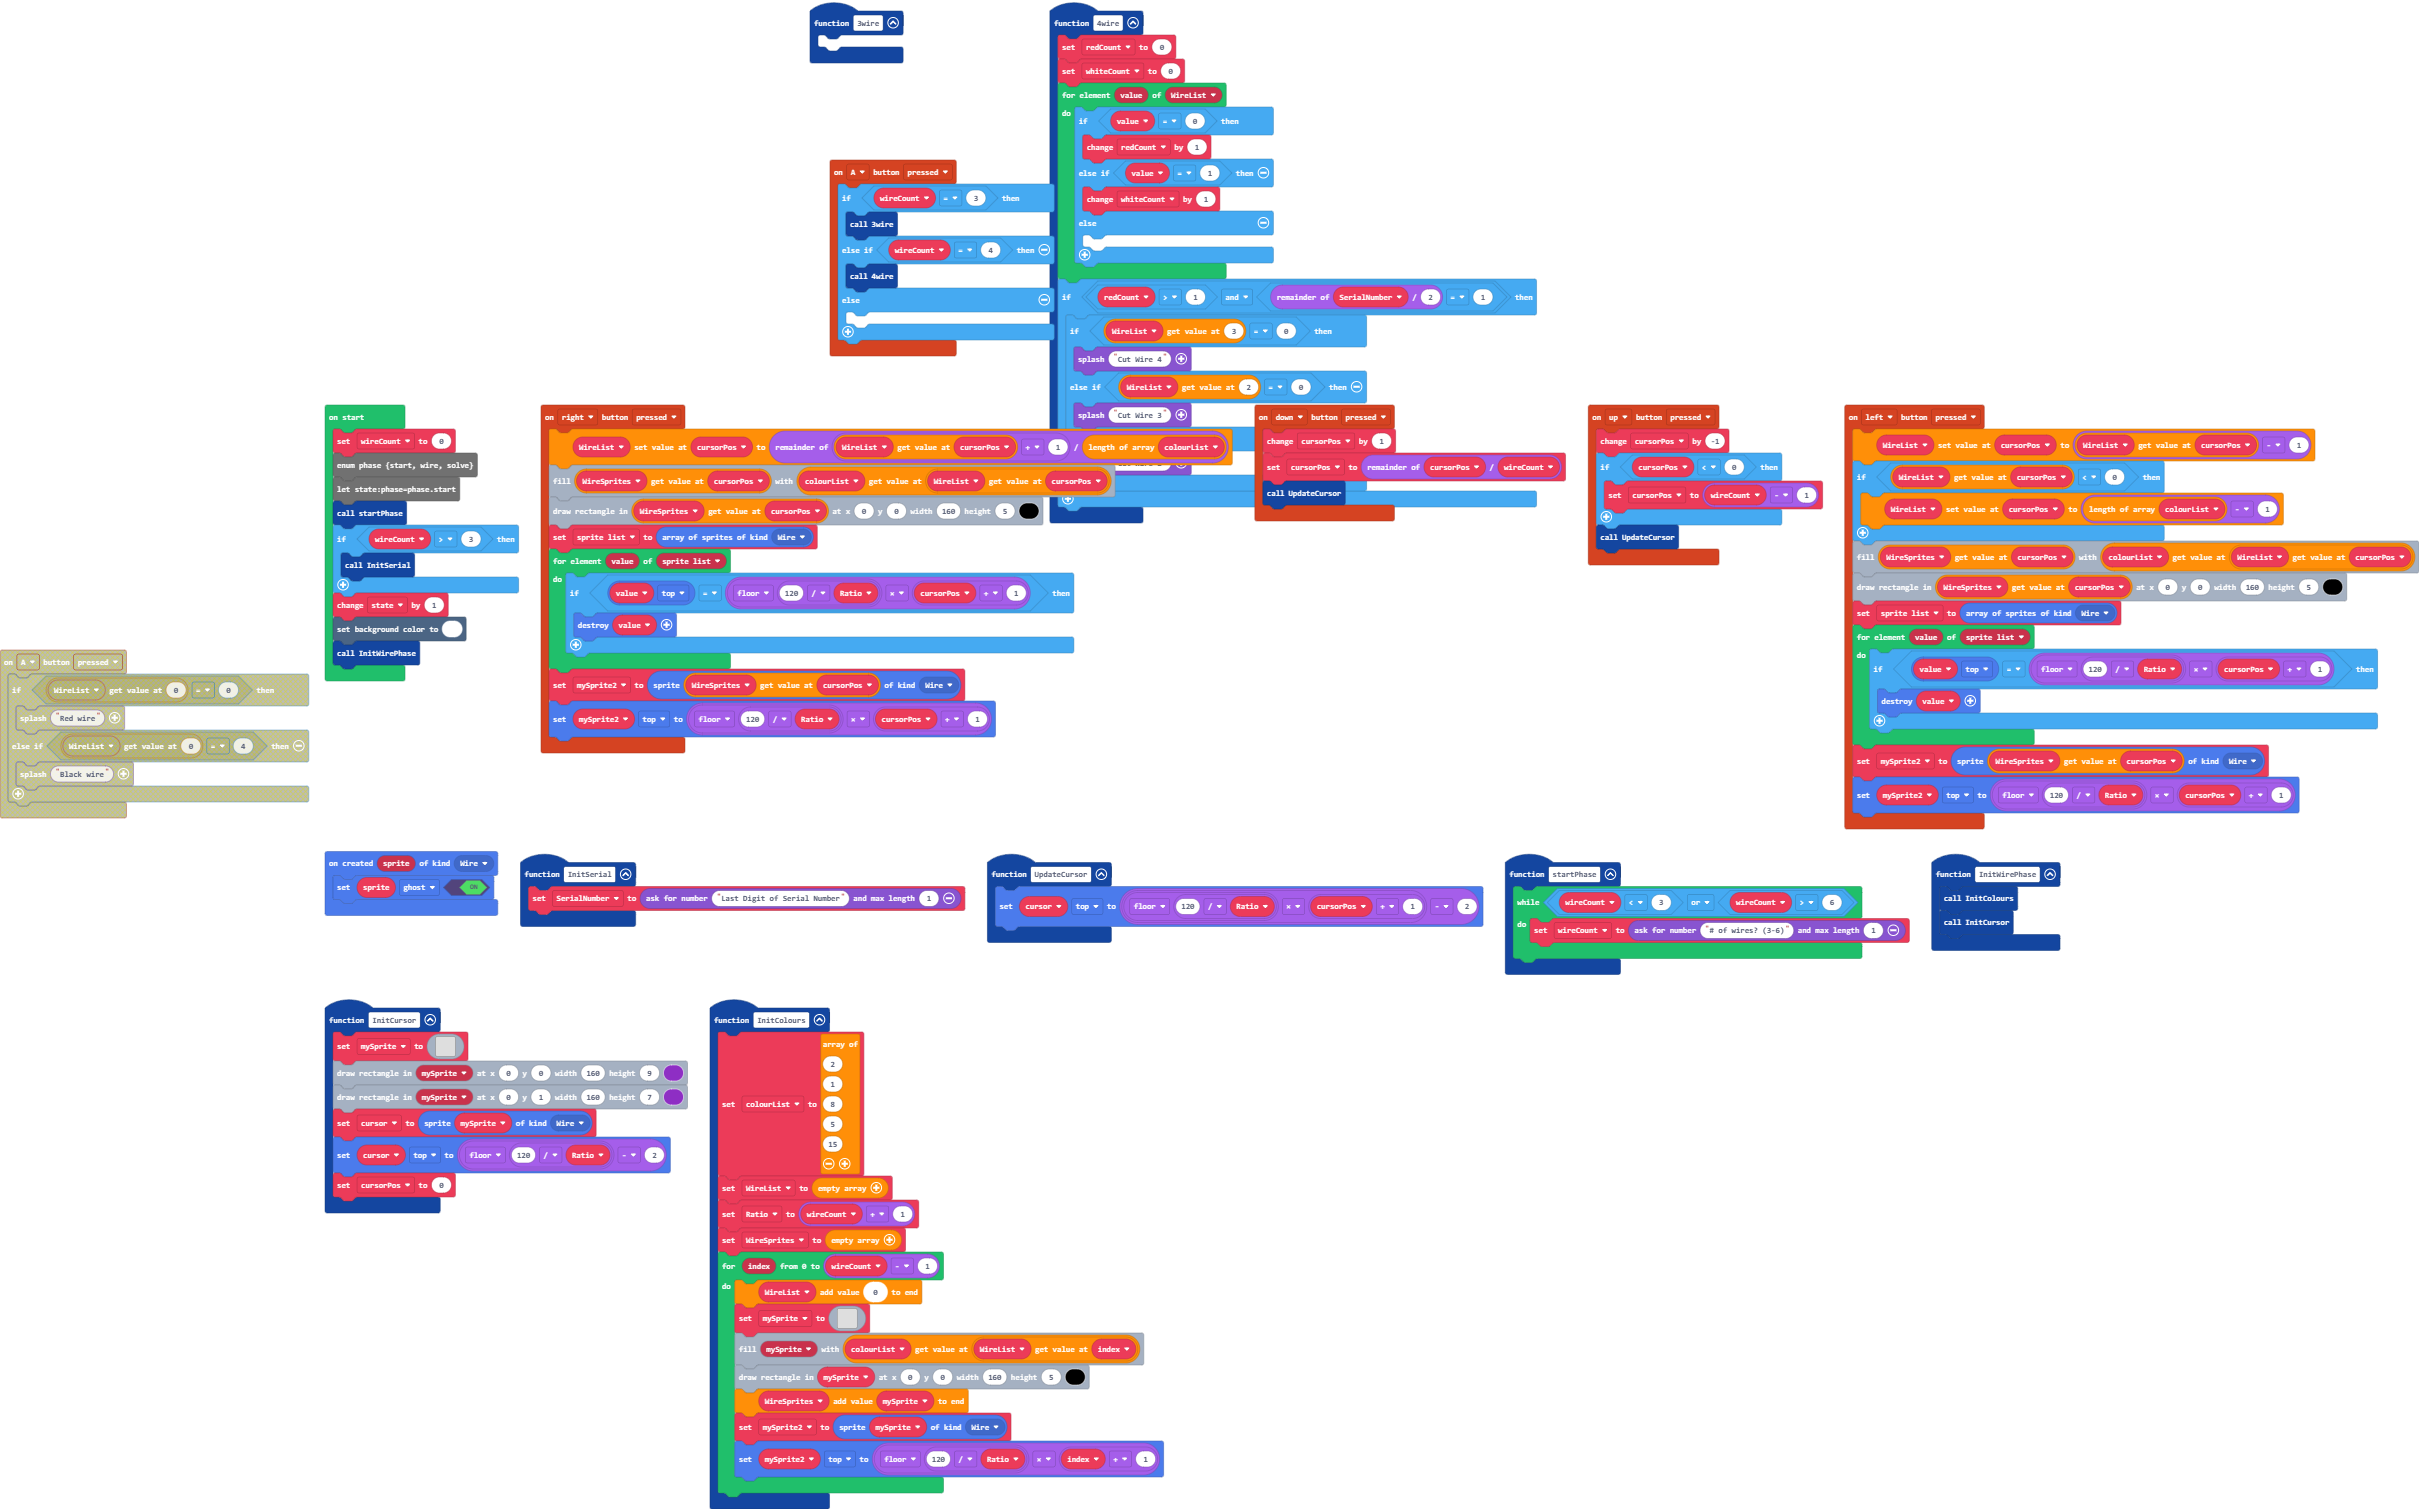 function 3wire
function 4wire
set redCount to 0
set whiteCount to 0
for element value of WireList
do
if value = 0 then
change redCount by 1
else if value = 1 then
change whiteCount by 1
else
if redCount > 1 and remainder of SerialNumber / 2 = 1 then
if WireList get value at 3 = 0 then
splash "Cut Wire 4"
else if WireList get value at 2 = 0 then
splash "Cut Wire 3"
on A button pressed
if wireCount = 3 then
call 3wire
else if wireCount = 4 then
call 4wire
else
on start
set wireCount to 0
enum phase {start, wire, solve}
let state:phase=phase.start
call startPhase
if wireCount > 3 then
call InitSerial
change state by 1
set background color to
call InitWirePhase
on right button pressed
WireList set value at cursorPos to remainder of WireList get value at cursorPos + 1 / length of array colourList
fill WireSprites get value at cursorPos with colourList get value at WireList get value at cursorPos
draw rectangle in WireSprites get value at cursorPos at x 0 y 0 width 160 height 5
set sprite list to array of sprites of kind Wire
for element value of sprite list
do
if value top = floor 120 / Ratio × cursorPos + 1 then
destroy value
set mySprite2 to sprite WireSprites get value at cursorPos of kind Wire
set mySprite2 top to floor 120 / Ratio × cursorPos + 1
on down button pressed
change cursorPos by 1
set cursorPos to remainder of cursorPos / wireCount
call UpdateCursor
on up button pressed
change cursorPos by -1
if cursorPos < 0 then
set cursorPos to wireCount - 1
call UpdateCursor
on left button pressed
WireList set value at cursorPos to WireList get value at cursorPos - 1
if WireList get value at cursorPos < 0 then
WireList set value at cursorPos to length of array colourList - 1
fill WireSprites get value at cursorPos with colourList get value at WireList get value at cursorPos
draw rectangle in WireSprites get value at cursorPos at x 0 y 0 width 160 height 5
set sprite list to array of sprites of kind Wire
for element value of sprite list
do
if value top = floor 120 / Ratio × cursorPos + 1 then
destroy value
set mySprite2 to sprite WireSprites get value at cursorPos of kind Wire
set mySprite2 top to floor 120 / Ratio × cursorPos + 1
on A button pressed
if WireList get value at 0 = 0 then
splash "Red wire"
else if WireList get value at 0 = 4 then
splash "Black wire"
on created sprite of kind Wire
set sprite ghost ON
function InitSerial
set SerialNumber to ask for number "Last Digit of Serial Number" and max length 1
function UpdateCursor
set cursor top to floor 120 / Ratio × cursorPos + 1 - 2
function startPhase
while wireCount < 3 or wireCount > 6
do set wireCount to ask for number "# of wires? (3-6)" and max length 1
function InitWirePhase
call InitColours
call InitCursor
function InitCursor
set mySprite to
draw rectangle in mySprite at x 0 y 0 width 160 height 9
draw rectangle in mySprite at x 0 y 1 width 160 height 7
set cursor to sprite mySprite of kind Wire
set cursor top to floor 120 / Ratio - 2
set cursorPos to 0
function InitColours
set colourList to array of
2
1
8
5
15
set WireList to empty array
set Ratio to wireCount + 1
set WireSprites to empty array
for index from 0 to wireCount - 1
do
WireList add value 0 to end
set mySprite to
fill mySprite with colourList get value at WireList get value at index
draw rectangle in mySprite at x 0 y 0 width 160 height 5
WireSprites add value mySprite to end
set mySprite2 to sprite mySprite of kind Wire
set mySprite2 top to floor 120 / Ratio × index + 1